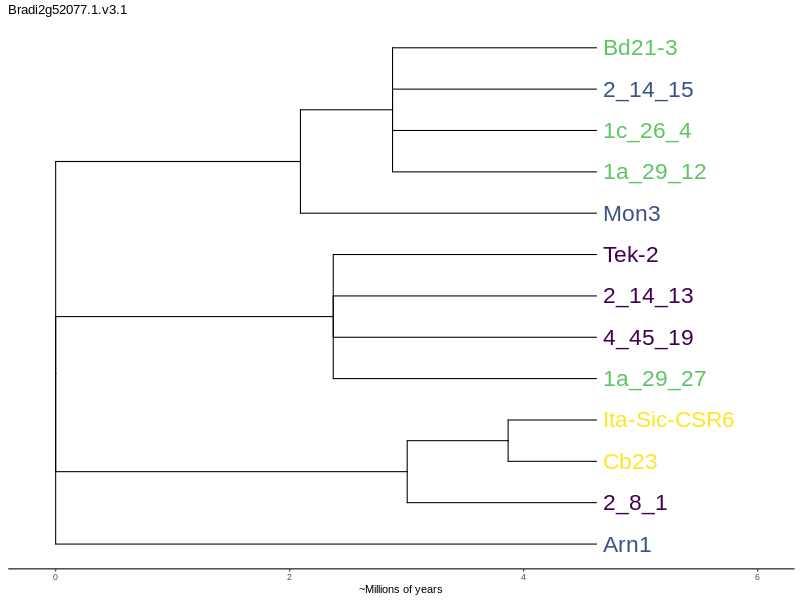 Bradi2g52077.1.v3.1
Bd21-3
2_14_15
1c_26_4
1a_29_12
Mon3
Tek-2
2_14_13
4_45_19
1a_29_27
Ita-Sic-CSR6
Cb23
2_8_1
Arn1
0 2 4 6
~Millions of years